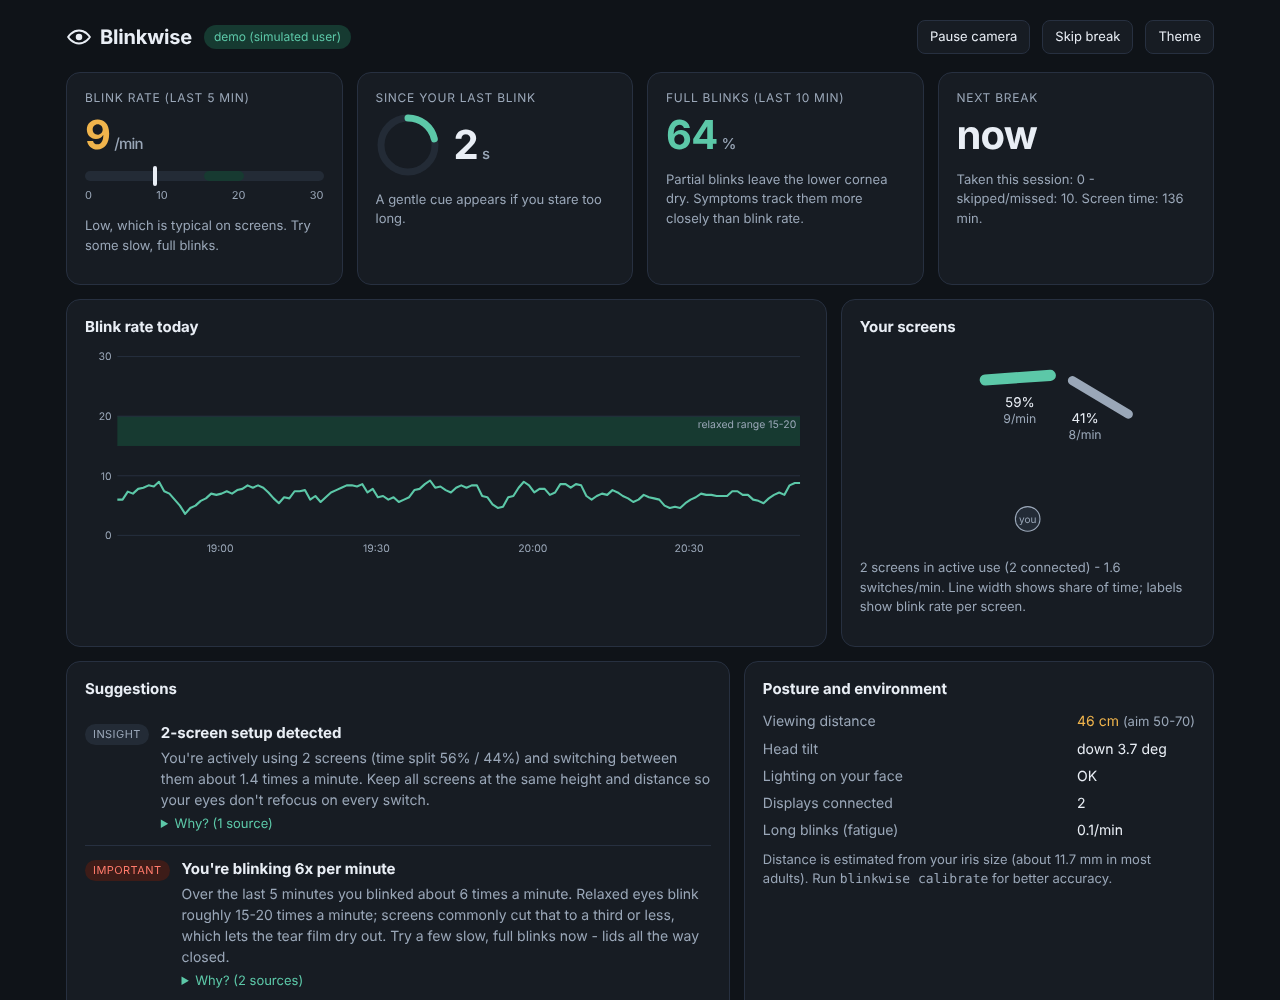 Blinkwise
demo (simulated user)
Pause camera
Skip break
Theme
BLINK RATE (LAST 5 MIN)
9 /min
0 10 20 30
Low, which is typical on screens. Try
some slow, full blinks.
SINCE YOUR LAST BLINK
2 s
A gentle cue appears if you stare too
long.
FULL BLINKS (LAST 10 MIN)
64 %
Partial blinks leave the lower cornea
dry. Symptoms track them more
closely than blink rate.
NEXT BREAK
now
Taken this session: 0 -
skipped/missed: 10. Screen time: 136
min.
Blink rate today
30
20
relaxed range 15-20
10
0
19:00 19:30 20:00 20:30
Your screens
59%
9/min
41%
8/min
you
2 screens in active use (2 connected) - 1.6
switches/min. Line width shows share of time; labels
show blink rate per screen.
Suggestions
INSIGHT
2-screen setup detected
You're actively using 2 screens (time split 56% / 44%) and switching between
them about 1.4 times a minute. Keep all screens at the same height and distance so
your eyes don't refocus on every switch.
Why? (1 source)
IMPORTANT
You're blinking 6x per minute
Over the last 5 minutes you blinked about 6 times a minute. Relaxed eyes blink
roughly 15-20 times a minute; screens commonly cut that to a third or less,
which lets the tear film dry out. Try a few slow, full blinks now - lids all the way
closed.
Why? (2 sources)
Posture and environment
Viewing distance 46 cm (aim 50-70)
Head tilt down 3.7 deg
Lighting on your face OK
Displays connected 2
Long blinks (fatigue) 0.1/min
Distance is estimated from your iris size (about 11.7 mm in most
adults). Run blinkwise calibrate for better accuracy.